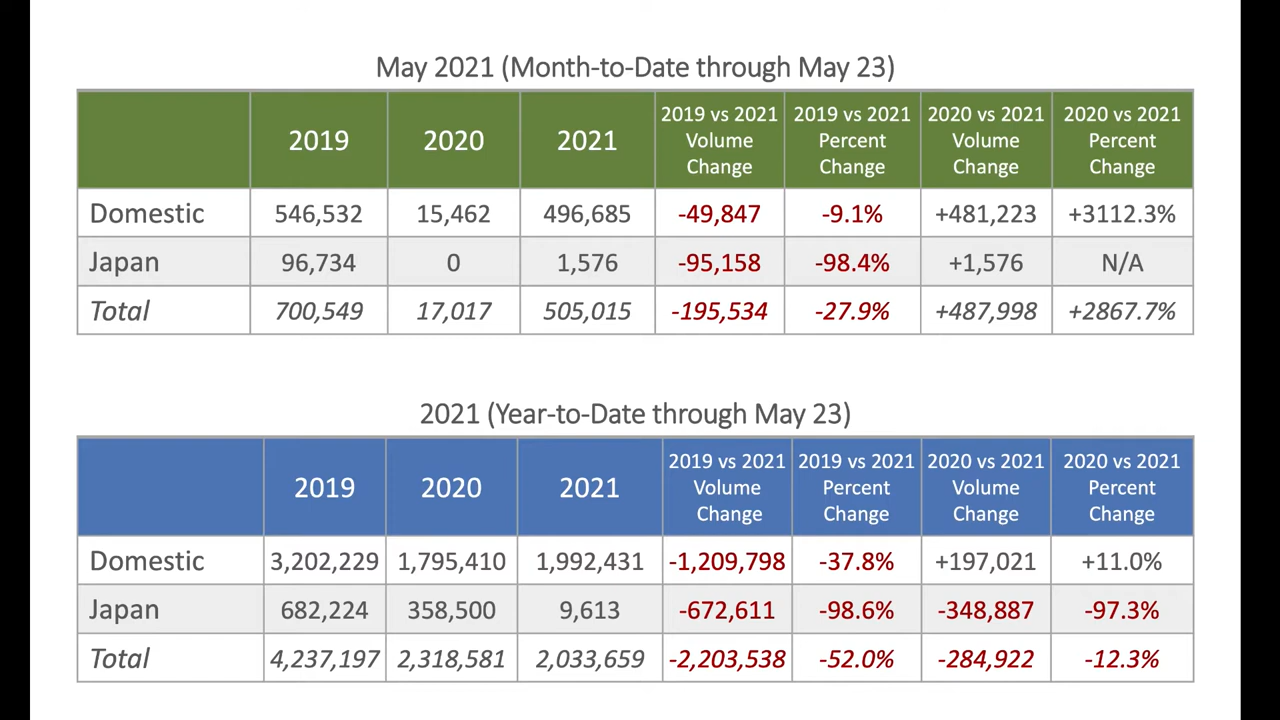 May 2021 (Month-to-Date through May 23)
2019 2020 2021 2019 vs 2021 Volume Change 2019 vs 2021 Percent Change 2020 vs 2021 Volume Change 2020 vs 2021 Percent Change
Domestic 546,532 15,462 496,685 -49,847 -9.1% +481,223 +3112.3%
Japan 96,734 0 1,576 -95,158 -98.4% +1,576 N/A
Total 700,549 17,017 505,015 -195,534 -27.9% +487,998 +2867.7%
2021 (Year-to-Date through May 23)
2019 2020 2021 2019 vs 2021 Volume Change 2019 vs 2021 Percent Change 2020 vs 2021 Volume Change 2020 vs 2021 Percent Change
Domestic 3,202,229 1,795,410 1,992,431 -1,209,798 -37.8% +197,021 +11.0%
Japan 682,224 358,500 9,613 -672,611 -98.6% -348,887 -97.3%
Total 4,237,197 2,318,581 2,033,659 -2,203,538 -52.0% -284,922 -12.3%